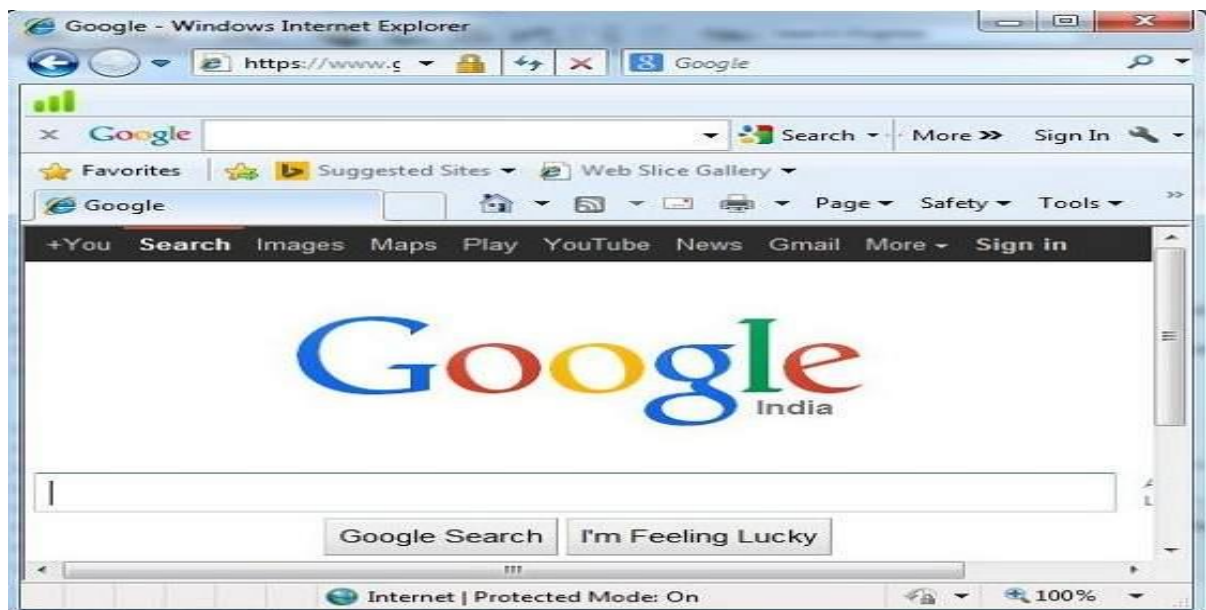 Google - Windows Internet Explorer
https://www.g Google
Google Search More >> Sign In
Favorites Suggested Sites Web Slice Gallery
Google Page Safety Tools >>
+You Search Images Maps Play YouTube News Gmail More Sign in
Google
India
Google Search I'm Feeling Lucky
Internet | Protected Mode: On 100%